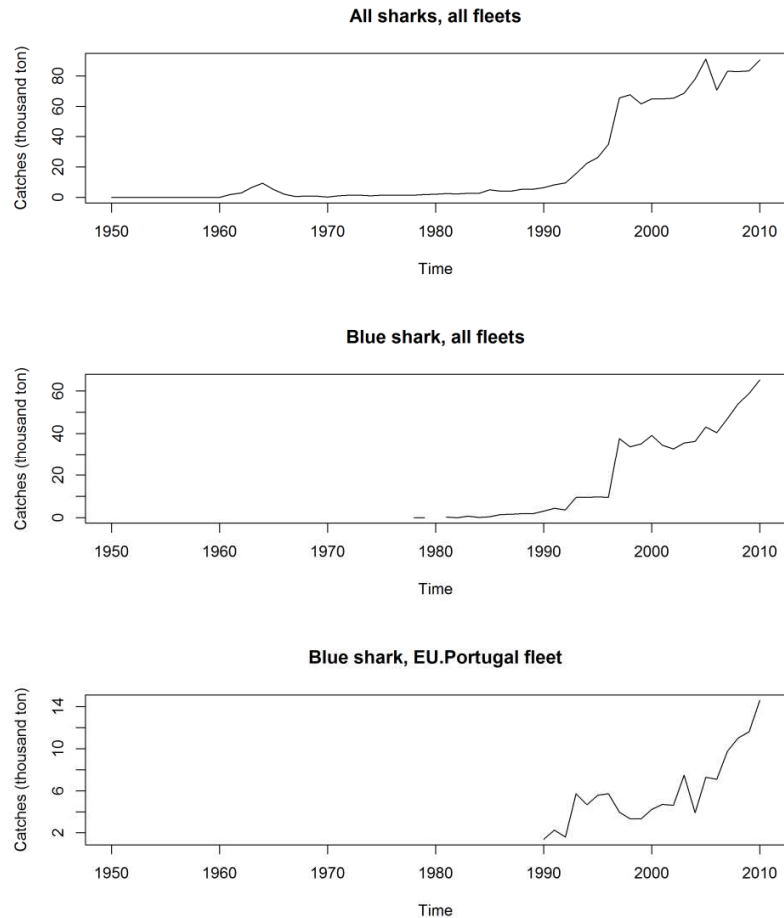 All sharks, all fleets
Catches (thousand ton)
80
60
40
20
0
1950 1960 1970 1980 1990 2000 2010
Time
Blue shark, all fleets
Catches (thousand ton)
60
40
20
0
1950 1960 1970 1980 1990 2000 2010
Time
Blue shark, EU.Portugal fleet
Catches (thousand ton)
14
10
6
2
1950 1960 1970 1980 1990 2000 2010
Time